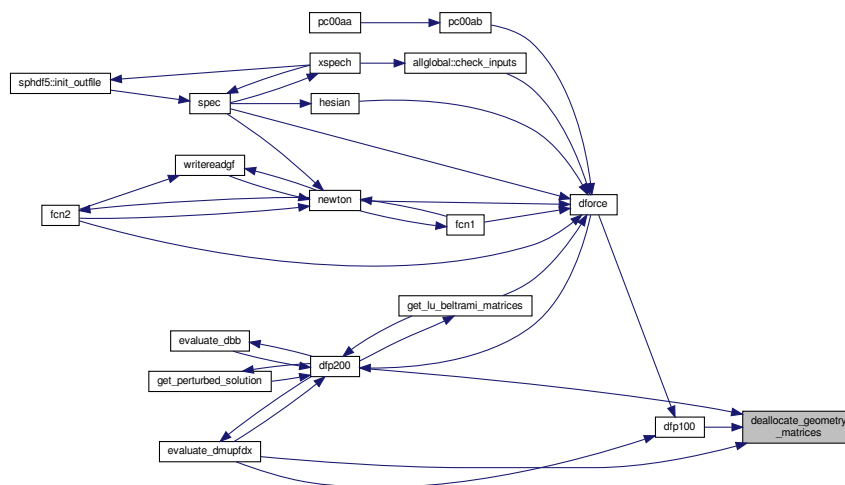 pc00aa
pc00ab
xspech
allglobal::check_inputs
sphdf5::init_outfile
spec
hesian
writereadgf
newton
dforce
fcn2
fcn1
get_lu_beltrami_matrices
evaluate_dbb
dfp200
get_perturbed_solution
deallocate_geometry
_matrices
dfp100
evaluate_dmupfdx